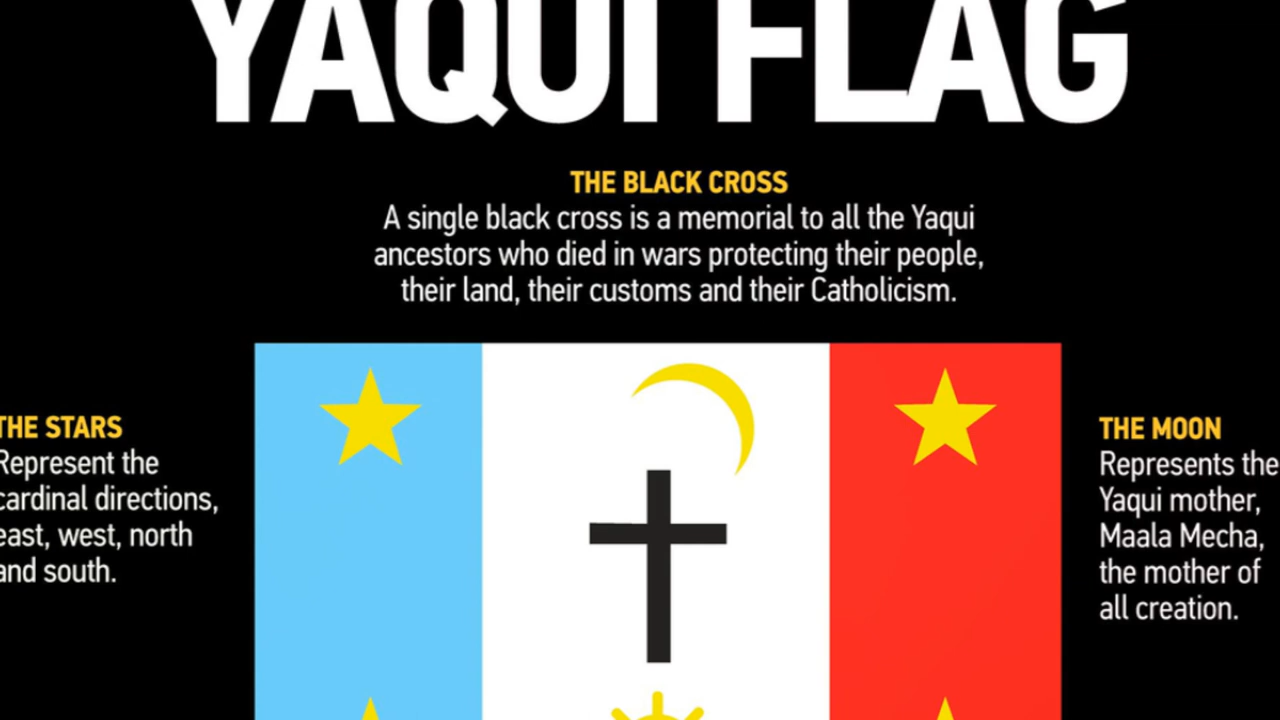 YAQUI FLAG
THE BLACK CROSS
A single black cross is a memorial to all the Yaqui
ancestors who died in wars protecting their people,
their land, their customs and their Catholicism.
THE STARS
Represent the
cardinal directions,
east, west, north
and south.
THE MOON
Represents the
Yaqui mother,
Maala Mecha,
the mother of
all creation.